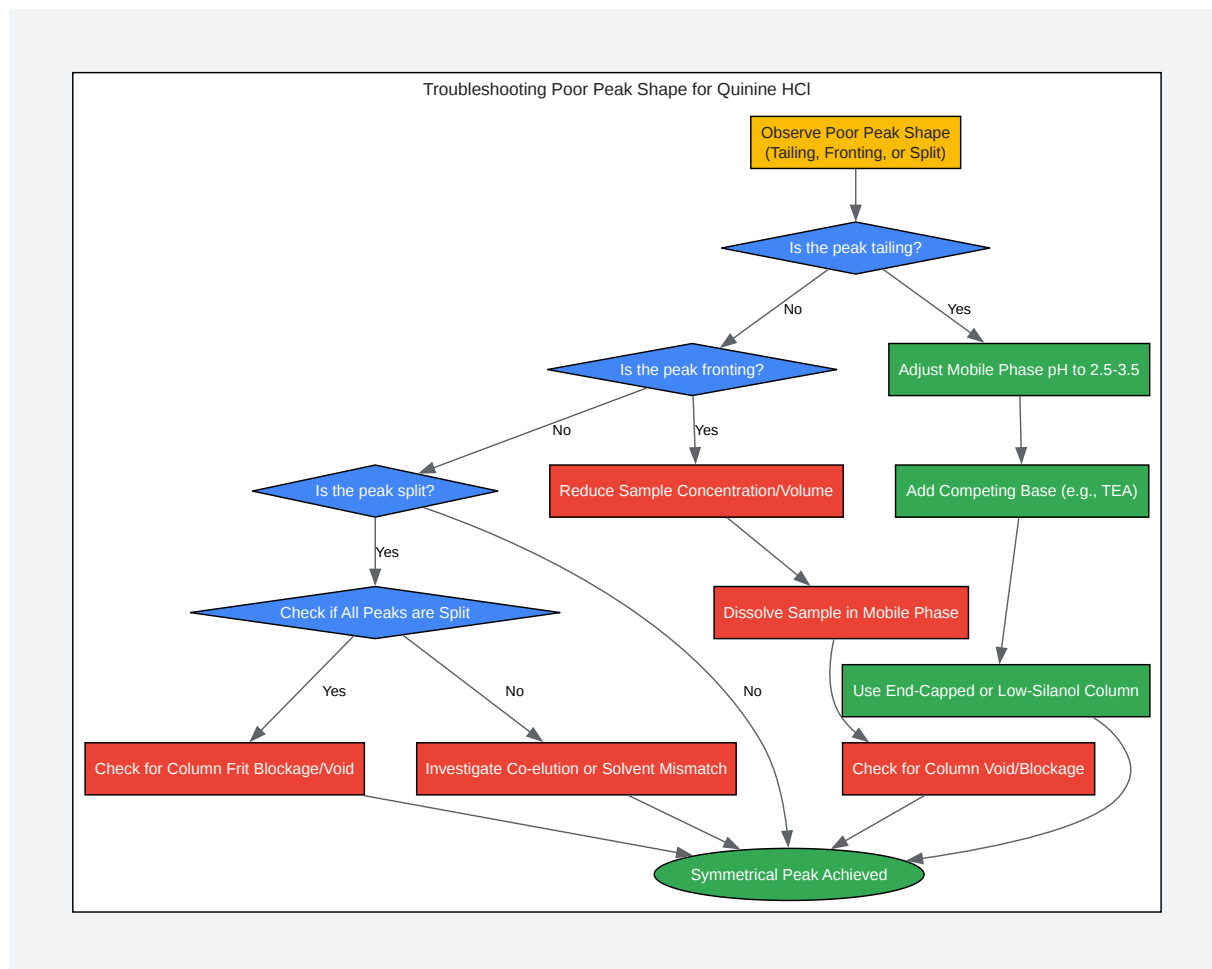 Troubleshooting Poor Peak Shape for Quinine HCl
Observe Poor Peak Shape
(Tailing, Fronting, or Split)
Is the peak tailing?
No
Yes
Is the peak fronting?
Adjust Mobile Phase pH to 2.5-3.5
No
Yes
Is the peak split?
Reduce Sample Concentration/Volume
Add Competing Base (e.g., TEA)
Yes
Check if All Peaks are Split
Dissolve Sample in Mobile Phase
Yes
No
No
Use End-Capped or Low-Silanol Column
Check for Column Frit Blockage/Void
Investigate Co-elution or Solvent Mismatch
Check for Column Void/Blockage
Symmetrical Peak Achieved